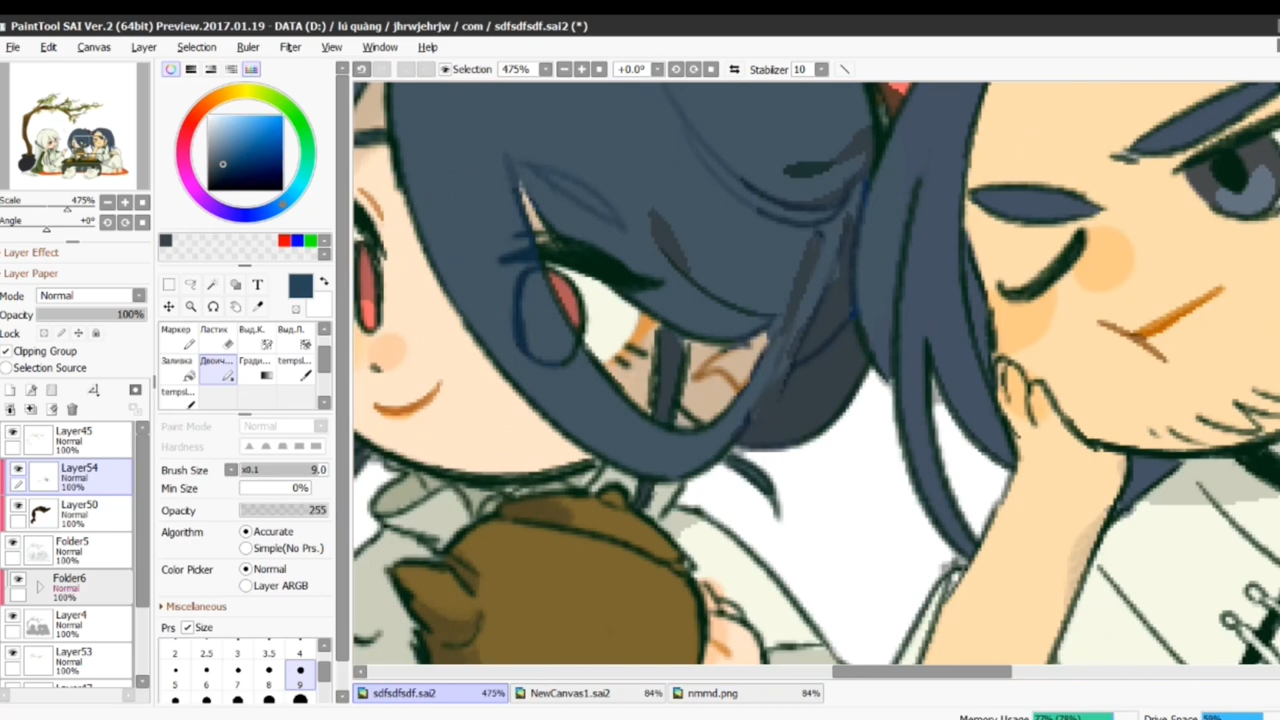 PaintTool SAI Ver.2 (64bit) Preview.2017.01.19 - DATA (D:) / lú quàng / jhrwjehrjw / com / sdfsdfsdf.sai2 (*)
File Edit Canvas Layer Selection Ruler Filter View Window Help
Selection 475% +0.0° Stabilizer 10
Scale 475%
Angle +0°
Layer Effect
Layer Paper
Mode Normal
Opacity 100%
Lock
Clipping Group
Selection Source
Layer45
Normal
100%
Layer54
Normal
100%
Layer50
Normal
100%
Folder5
Normal
100%
Folder6
Normal
100%
Layer4
Normal
100%
Layer53
Normal
100%
T
Маркер Ластик Выд.К. Выд.Л.
Заливка Двоич... Гради... templ...
templ...
Paint Mode Normal
Hardness
Brush Size x0.1 9.0
Min Size 0%
Opacity 255
Algorithm Accurate
Simple(No Prs.)
Color Picker Normal
Layer ARGB
Miscellaneous
Prs Size
2 2.5 3 3.5 4
5 6 7 8 9
sdfsdfsdf.sai2 475% NewCanvas1.sai2 84% nmmd.png 84%
Memory Usage 77% (78%) Drive Space 59%